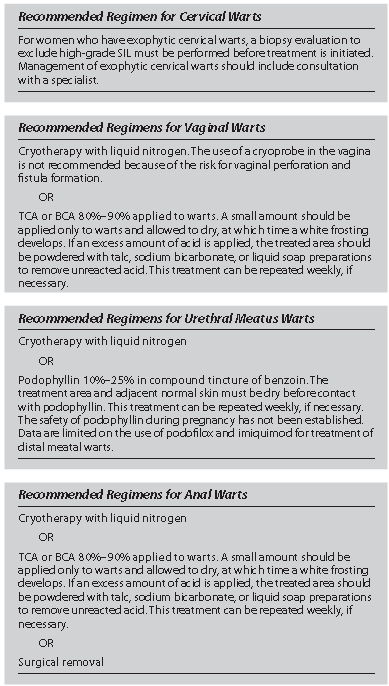 Recommended Regimen for Cervical Warts
For women who have exophytic cervical warts, a biopsy evaluation to
exclude high-grade SIL must be performed before treatment is initiated.
Management of exophytic cervical warts should include consultation
with a specialist.
Recommended Regimens for Vaginal Warts
Cryotherapy with liquid nitrogen. The use of a cryoprobe in the vagina
is not recommended because of the risk for vaginal perforation and
fistula formation.
OR
TCA or BCA 80%–90% applied to warts. A small amount should be
applied only to warts and allowed to dry, at which time a white frosting
develops. If an excess amount of acid is applied, the treated area should
be powdered with talc, sodium bicarbonate, or liquid soap preparations
to remove unreacted acid. This treatment can be repeated weekly, if
necessary.
Recommended Regimens for Urethral Meatus Warts
Cryotherapy with liquid nitrogen
OR
Podophyllin 10%–25% in compound tincture of benzoin. The
treatment area and adjacent normal skin must be dry before contact
with podophyllin. This treatment can be repeated weekly, if necessary.
The safety of podophyllin during pregnancy has not been established.
Data are limited on the use of podofilox and imiquimod for treatment of
distal meatal warts.
Recommended Regimens for Anal Warts
Cryotherapy with liquid nitrogen
OR
TCA or BCA 80%–90% applied to warts. A small amount should be
applied only to warts and allowed to dry, at which time a white frosting
develops. If an excess amount of acid is applied, the treated area should
be powdered with talc, sodium bicarbonate, or liquid soap preparations
to remove unreacted acid. This treatment can be repeated weekly, if
necessary.
OR
Surgical removal